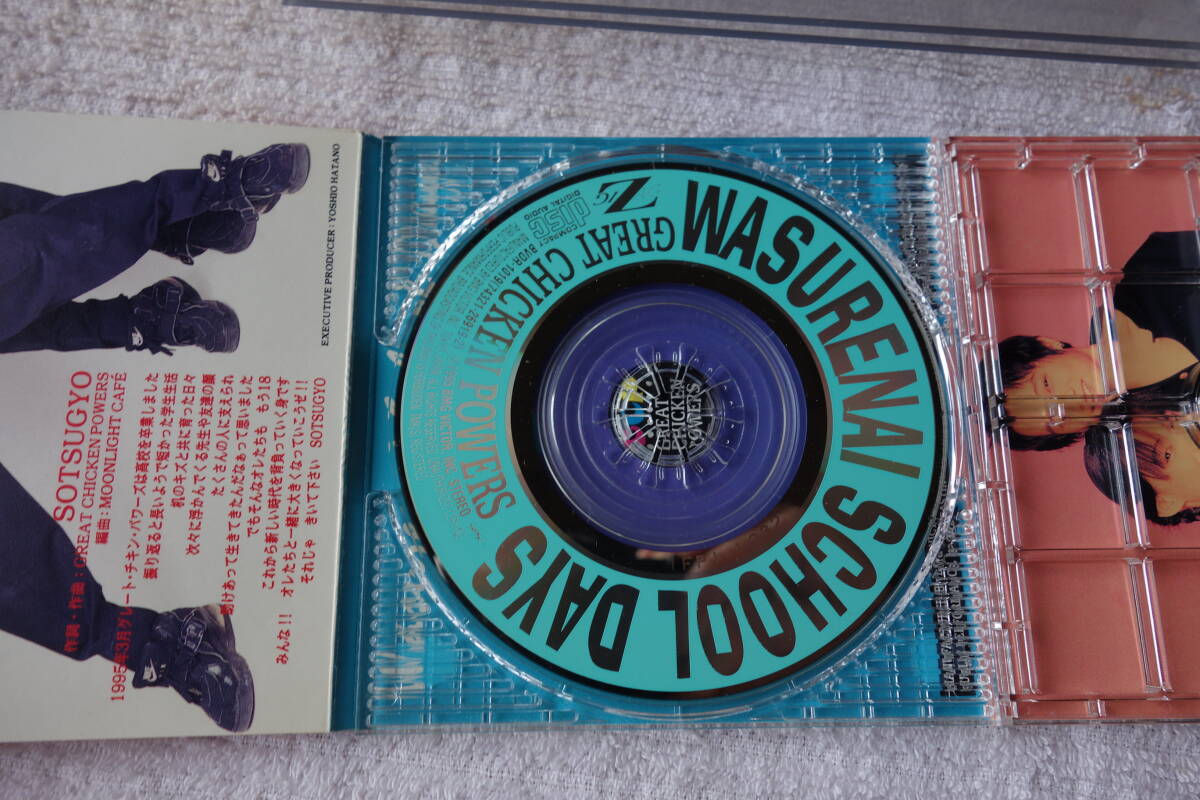 SOTSUGYO
作詞・作曲：GREAT CHICKEN POWERS
編曲：MOONLIGHT CAFÉ
1995年3月グレート・チキン・パワーズは高校を卒業しました
振り返ると長いようで短かった学生生活
机のキズと共に育った日々
次々に浮かんでくる先生や友達の顔
たくさんの人に支えられ
助けあって生きてきたんだなぁって思いました
でもそんなオレたちも もう18
これから新しい時代を背負っていく身です
オレたちと一緒に大きくなっていこうぜ!!
みんな!!
それじゃ きいて下さい SOTSUGYO
EXECUTIVE PRODUCER : YOSHIO HATANO
WASURENAI SCHOOL DAYS
GREAT CHICKEN POWERS
COMPACT
disc
DIGITAL AUDIO
BVDR-1019
GREAT
CHICKEN
POWERS